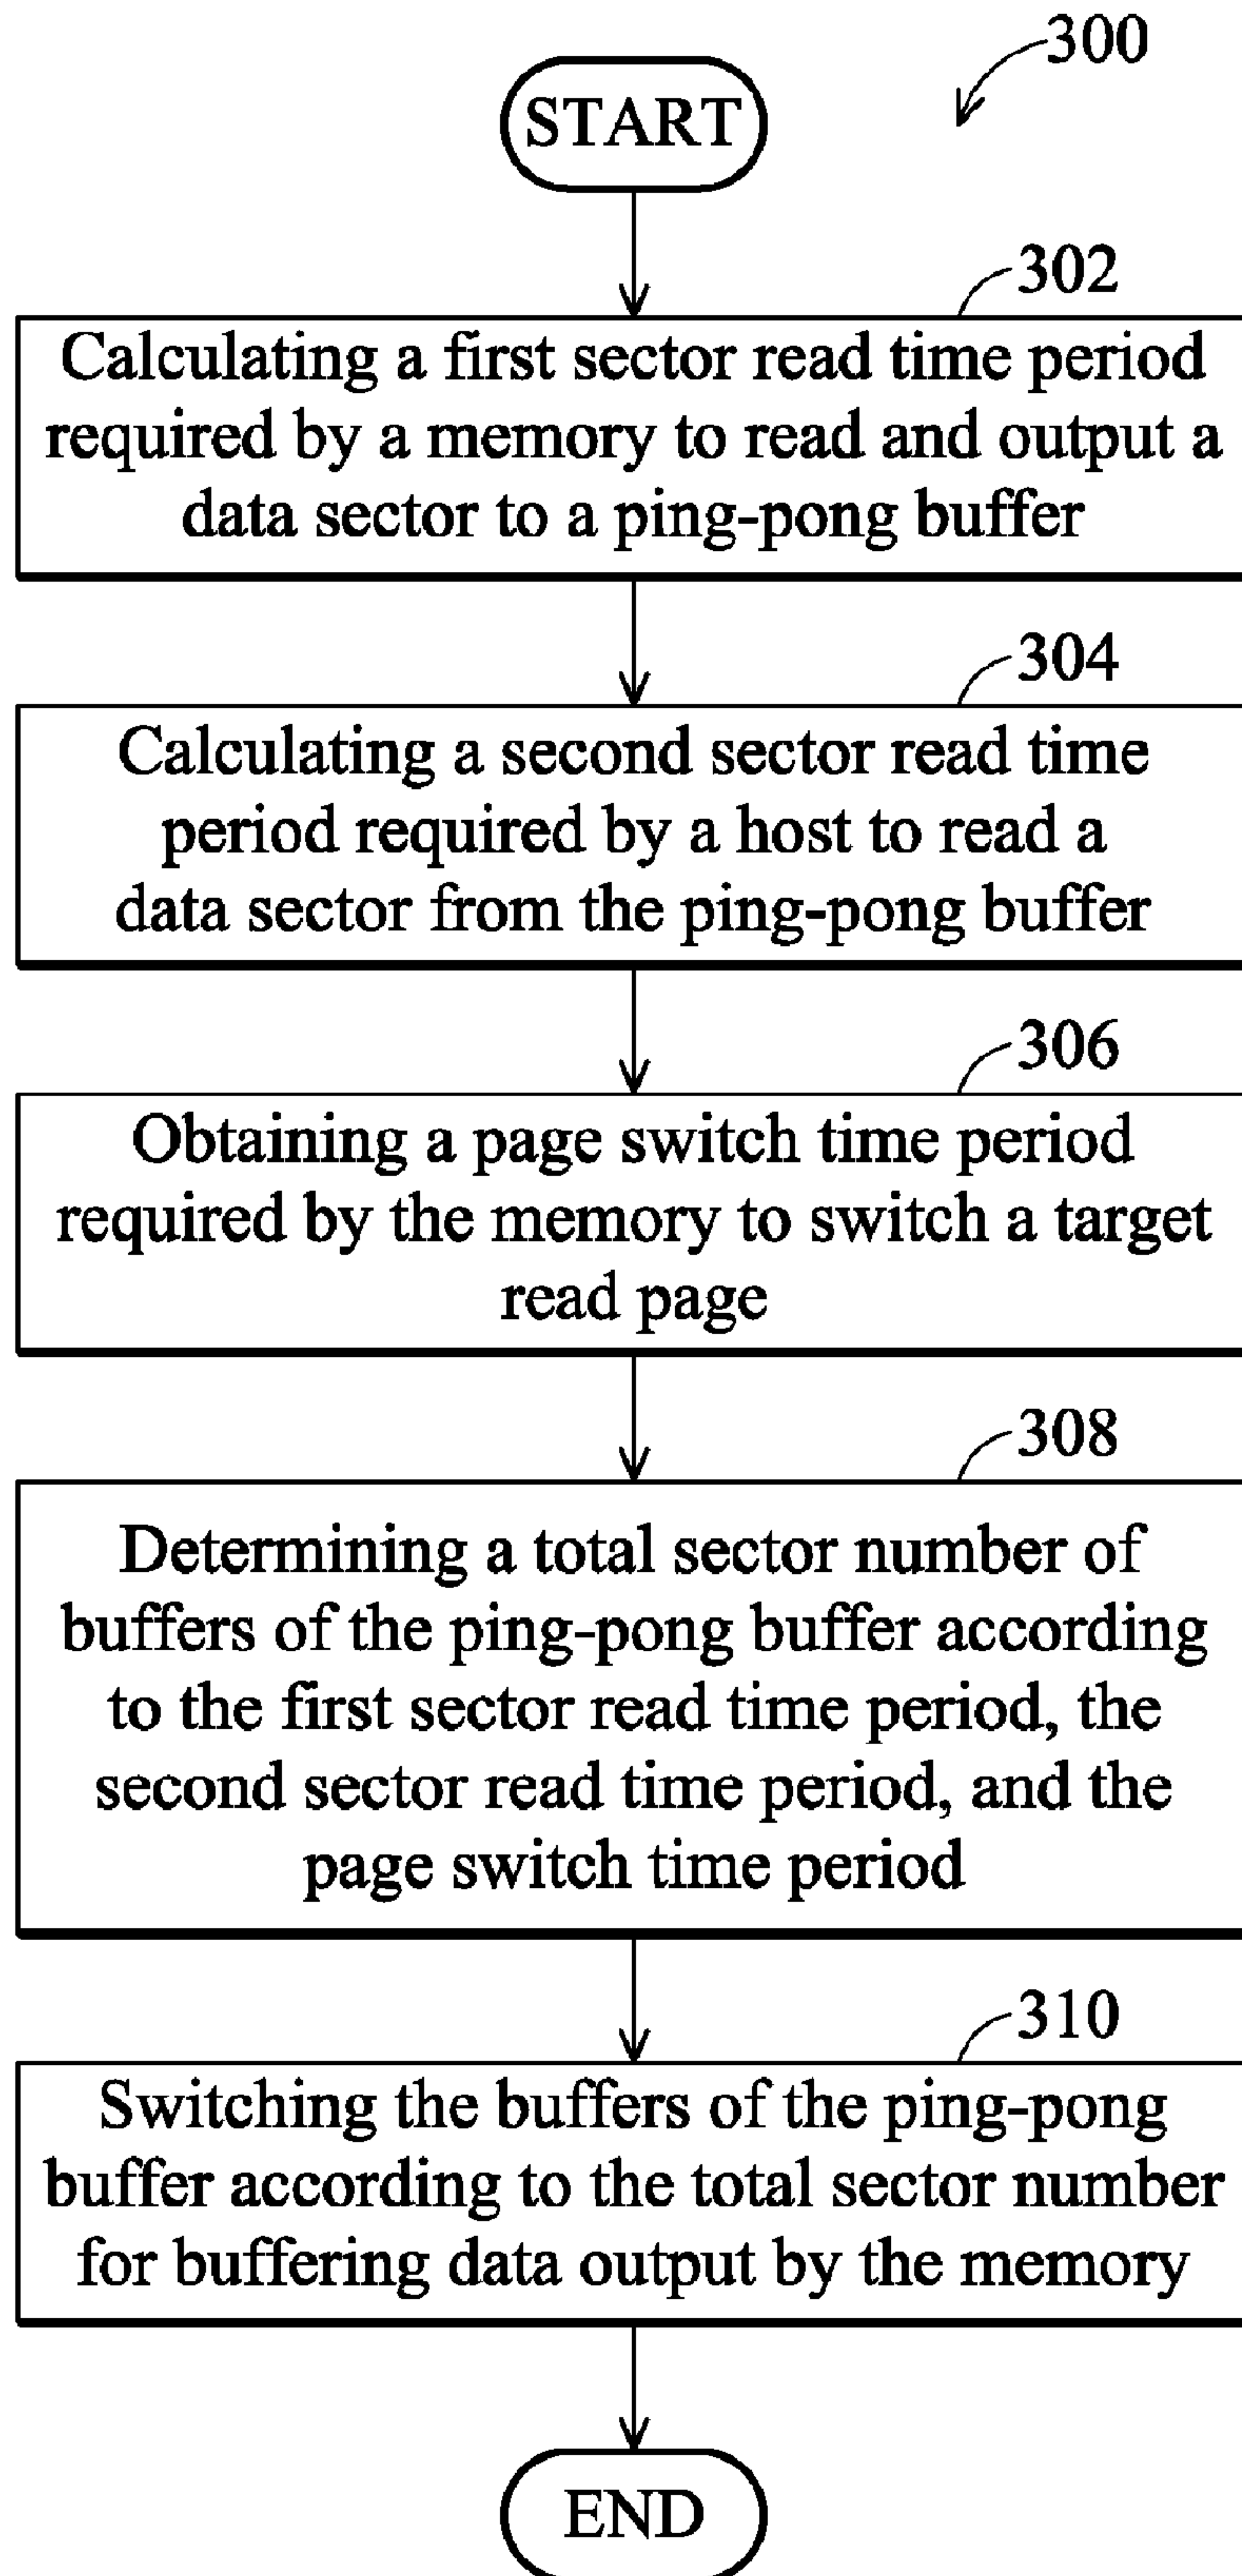 300
START
302
Calculating a first sector read time period
required by a memory to read and output a
data sector to a ping-pong buffer
304
Calculating a second sector read time
period required by a host to read a
data sector from the ping-pong buffer
306
Obtaining a page switch time period
required by the memory to switch a target
read page
308
Determining a total sector number of
buffers of the ping-pong buffer according
to the first sector read time period, the
second sector read time period, and the
page switch time period
310
Switching the buffers of the ping-pong
buffer according to the total sector number
for buffering data output by the memory
END